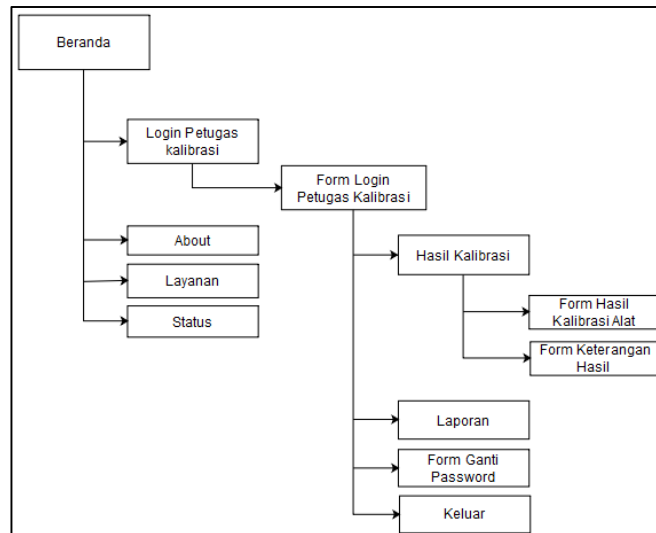 Beranda
Login Petugas
kalibrasi
Form Login
Petugas Kalibrasi
About
Hasil Kalibrasi
Layanan
Form Hasil
Kalibrasi Alat
Status
Form Keterangan
Hasil
Laporan
Form Ganti
Password
Keluar